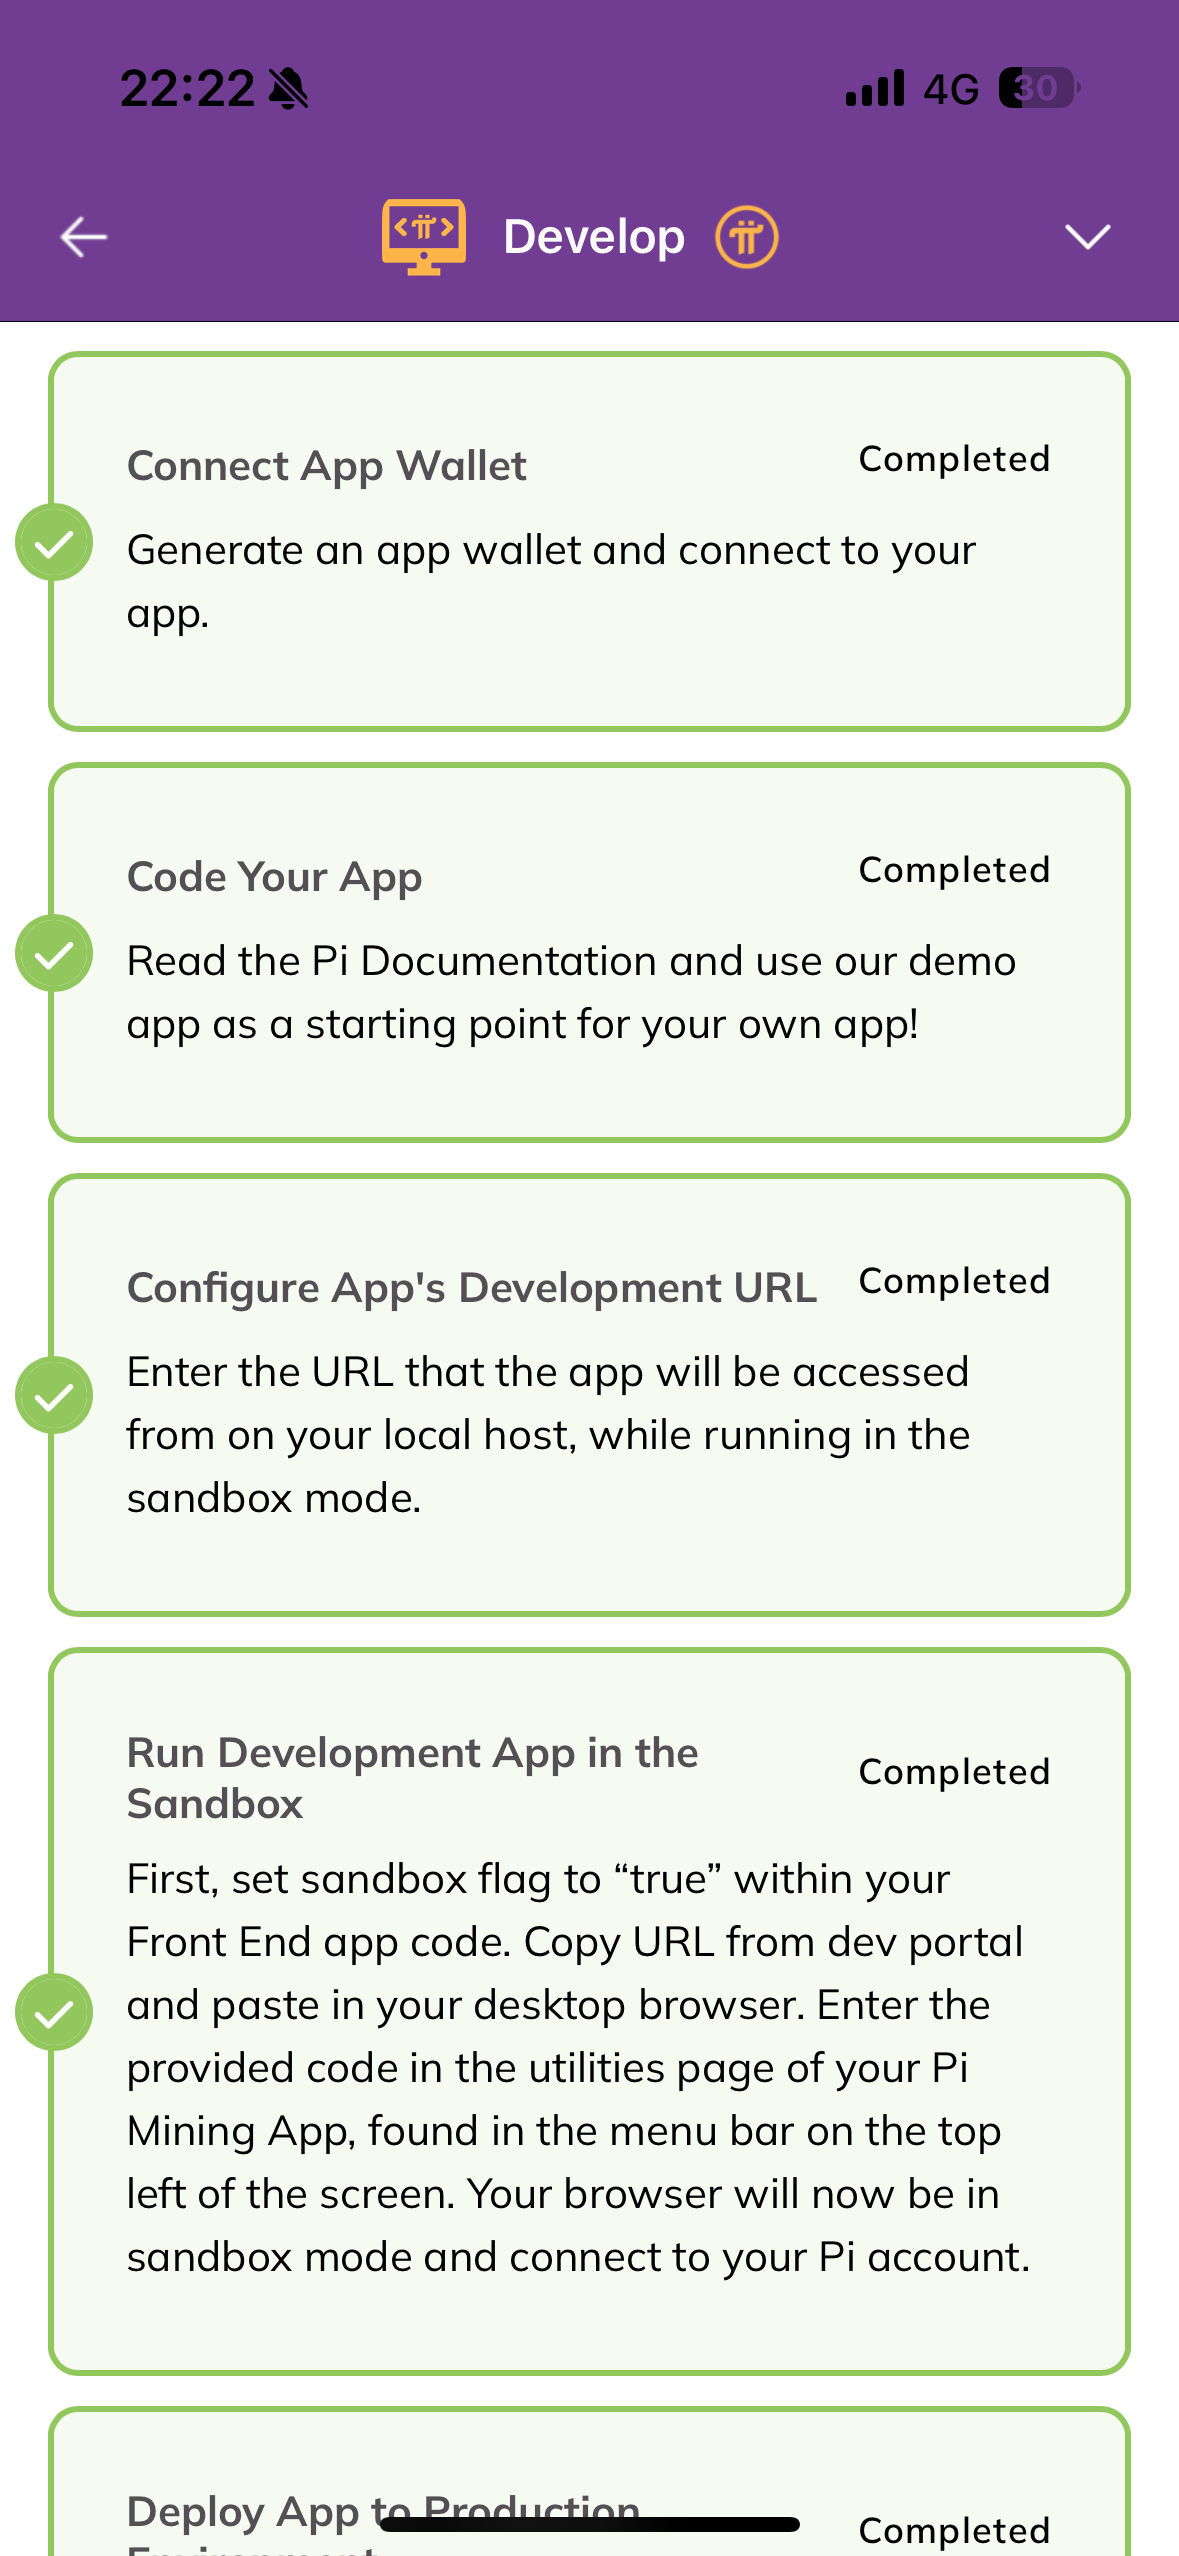 22:22 4G 30
Develop
Connect App Wallet Completed
Generate an app wallet and connect to your
app.
Code Your App Completed
Read the Pi Documentation and use our demo
app as a starting point for your own app!
Configure App's Development URL Completed
Enter the URL that the app will be accessed
from on your local host, while running in the
sandbox mode.
Run Development App in the
Sandbox
Completed
First, set sandbox flag to “true” within your
Front End app code. Copy URL from dev portal
and paste in your desktop browser. Enter the
provided code in the utilities page of your Pi
Mining App, found in the menu bar on the top
left of the screen. Your browser will now be in
sandbox mode and connect to your Pi account.
Deploy App to Production
Completed
Environment